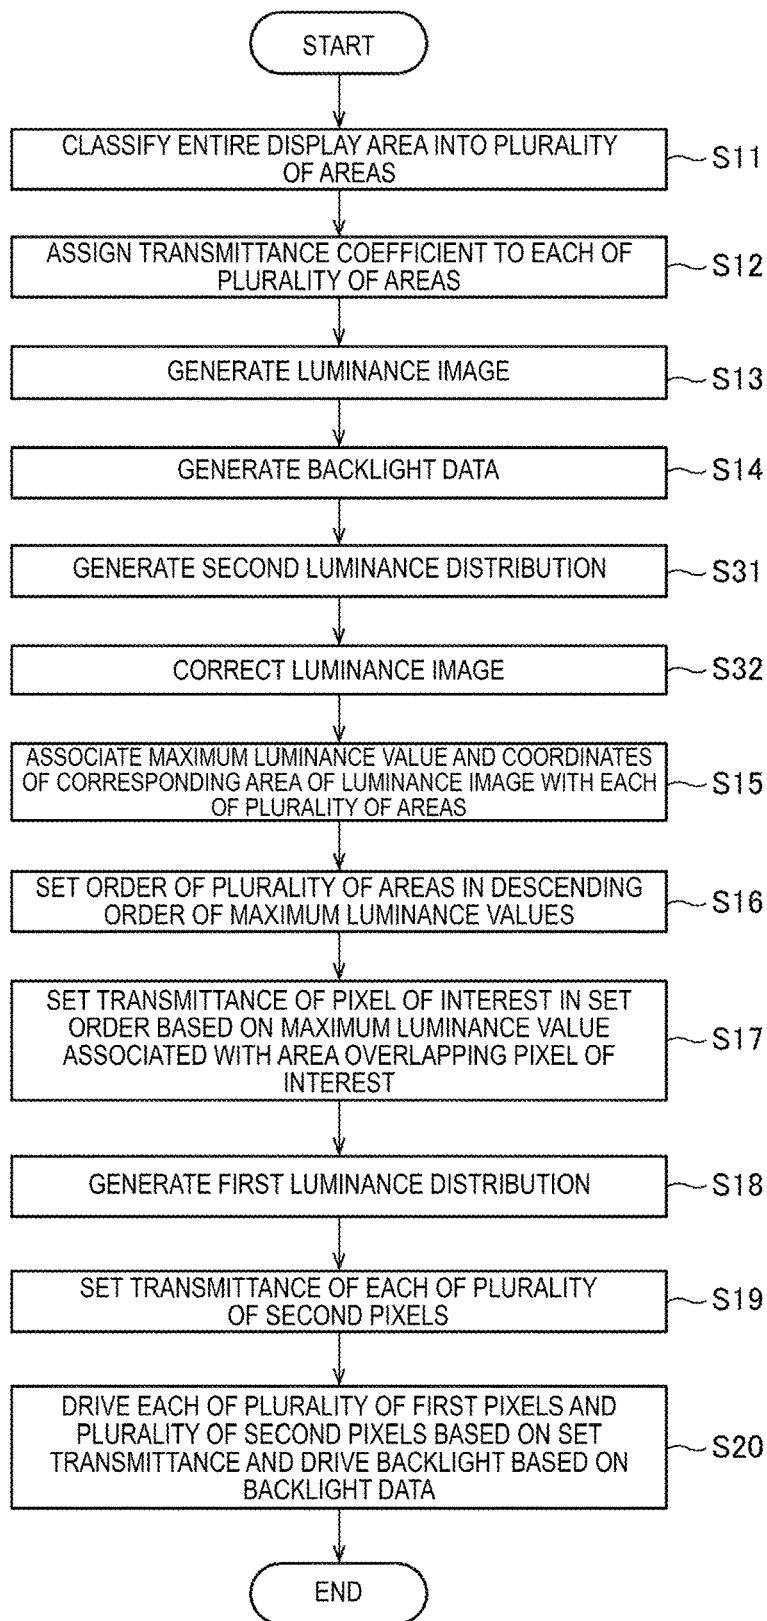 START
CLASSIFY ENTIRE DISPLAY AREA INTO PLURALITY
OF AREAS
S11
ASSIGN TRANSMITTANCE COEFFICIENT TO EACH OF
PLURALITY OF AREAS
S12
GENERATE LUMINANCE IMAGE
S13
GENERATE BACKLIGHT DATA
S14
GENERATE SECOND LUMINANCE DISTRIBUTION
S31
CORRECT LUMINANCE IMAGE
S32
ASSOCIATE MAXIMUM LUMINANCE VALUE AND COORDINATES
OF CORRESPONDING AREA OF LUMINANCE IMAGE WITH EACH
OF PLURALITY OF AREAS
S15
SET ORDER OF PLURALITY OF AREAS IN DESCENDING
ORDER OF MAXIMUM LUMINANCE VALUES
S16
SET TRANSMITTANCE OF PIXEL OF INTEREST IN SET
ORDER BASED ON MAXIMUM LUMINANCE VALUE
ASSOCIATED WITH AREA OVERLAPPING PIXEL OF
INTEREST
S17
GENERATE FIRST LUMINANCE DISTRIBUTION
S18
SET TRANSMITTANCE OF EACH OF PLURALITY
OF SECOND PIXELS
S19
DRIVE EACH OF PLURALITY OF FIRST PIXELS AND
PLURALITY OF SECOND PIXELS BASED ON SET
TRANSMITTANCE AND DRIVE BACKLIGHT BASED ON
BACKLIGHT DATA
S20
END